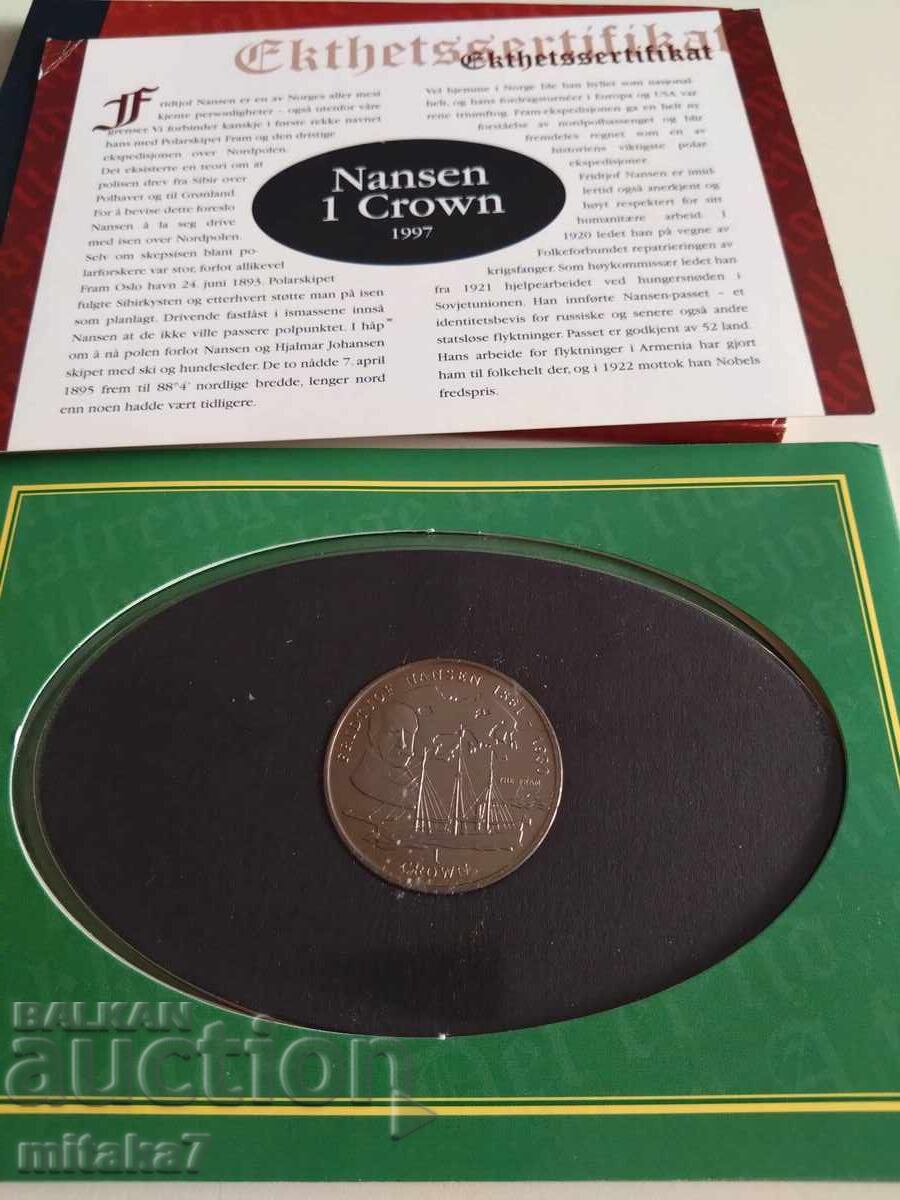 Ekthetssertifikat
Ekthetssertifikat
Fridtjof Nansen er en av Norges aller mest
kjente personligheter – også utenfor våre
grenser. Vi forbinder kanskje i første rekke navnet
hans med Polarskipet Fram og den dristige
ekspedisjonen over Nordpolen.
Det eksisterte en teori om at
polisen drev fra Sibir over
Polhavet og til Grønland.
For å bevise dette foreslo
Nansen å la seg drive
med isen over Nordpolen.
Selv om skepsisen blant po-
larforskere var stor, forlot allikevel
Fram Oslo havn 24. juni 1893. Polarskipet
fulgte Sibirkysten og etterhvert støtte man på isen
som planlagt. Drivende fastlåst i ismassene innså
Nansen at de ikke ville passere polpunktet. I håp
om å nå polen forlot Nansen og Hjalmar Johansen
skipet med ski og hundesleder. De to nådde 7. april
1895 frem til 88°4' nordlige bredde, lenger nord
enn noen hadde vært tidligere.
Nansen
1 Crown
1997
Vel hjemme i Norge ble han hyllet som nasjonal-
helt, og hans foredragsturnéer i Europa og USA var
rene triumftog. Fram-ekspedisjonen ga en helt ny
forståelse av nordpolbassenget og blir
fremdeles regnet som en av
historiens viktigste polar
ekspedisjoner.
Fridtjof Nansen er imid-
lertid også anerkjent og
høyt respektert for sitt
humanitære arbeid. I
1920 ledet han på vegne av
Folkeforbundet repatrieringen av
krigsfanger. Som høykommissær ledet han
fra 1921 hjelpearbeidet ved hungersnøden i
Sovjetunionen. Han innførte Nansen-passet – et
identitetsbevis for russiske og senere også andre
statsløse flyktninger. Passet er godkjent av 52 land.
Hans arbeide for flyktninger i Armenia har gjort
ham til folkehelt der, og i 1922 mottok han Nobels
fredspris.
FRIDTJOF NANSEN 1861 - 1930
THE FRAM
1
CROWN
BALKAN
auction
mitaka7